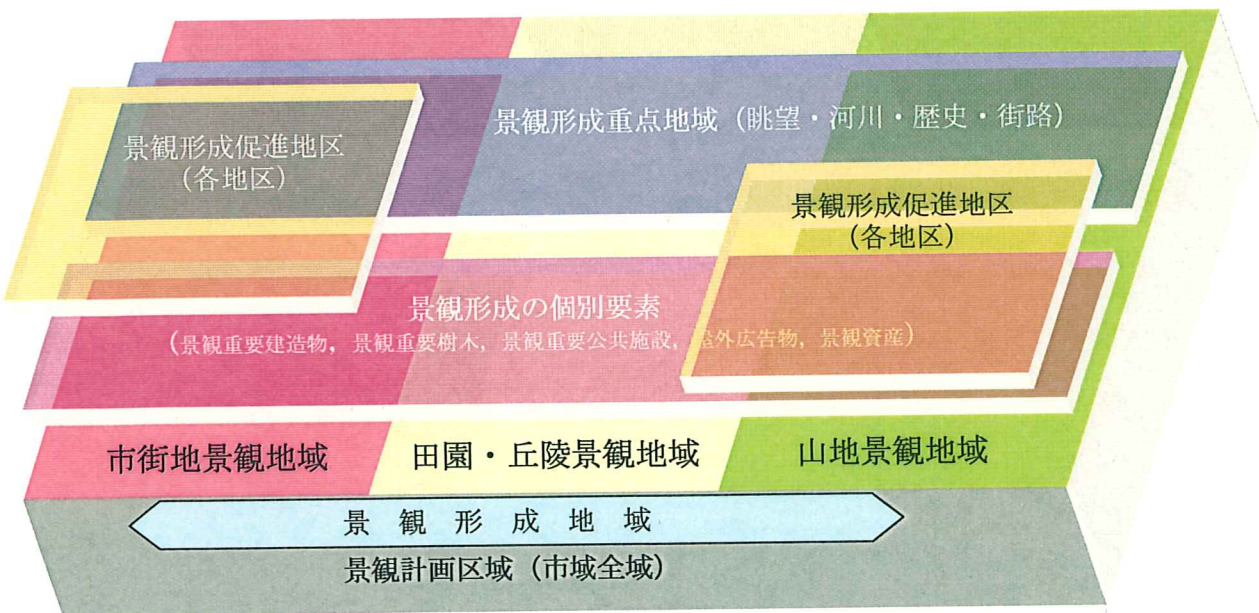 景観形成重点地域（眺望・河川・歴史・街路）
景観形成促進地区
（各地区）
景観形成促進地区
（各地区）
景観形成の個別要素
（景観重要建造物，景観重要樹木，景観重要公共施設，屋外広告物，景観資産）
市街地景観地域
田園・丘陵景観地域
山地景観地域
景観形成地域
景観計画区域（市域全域）